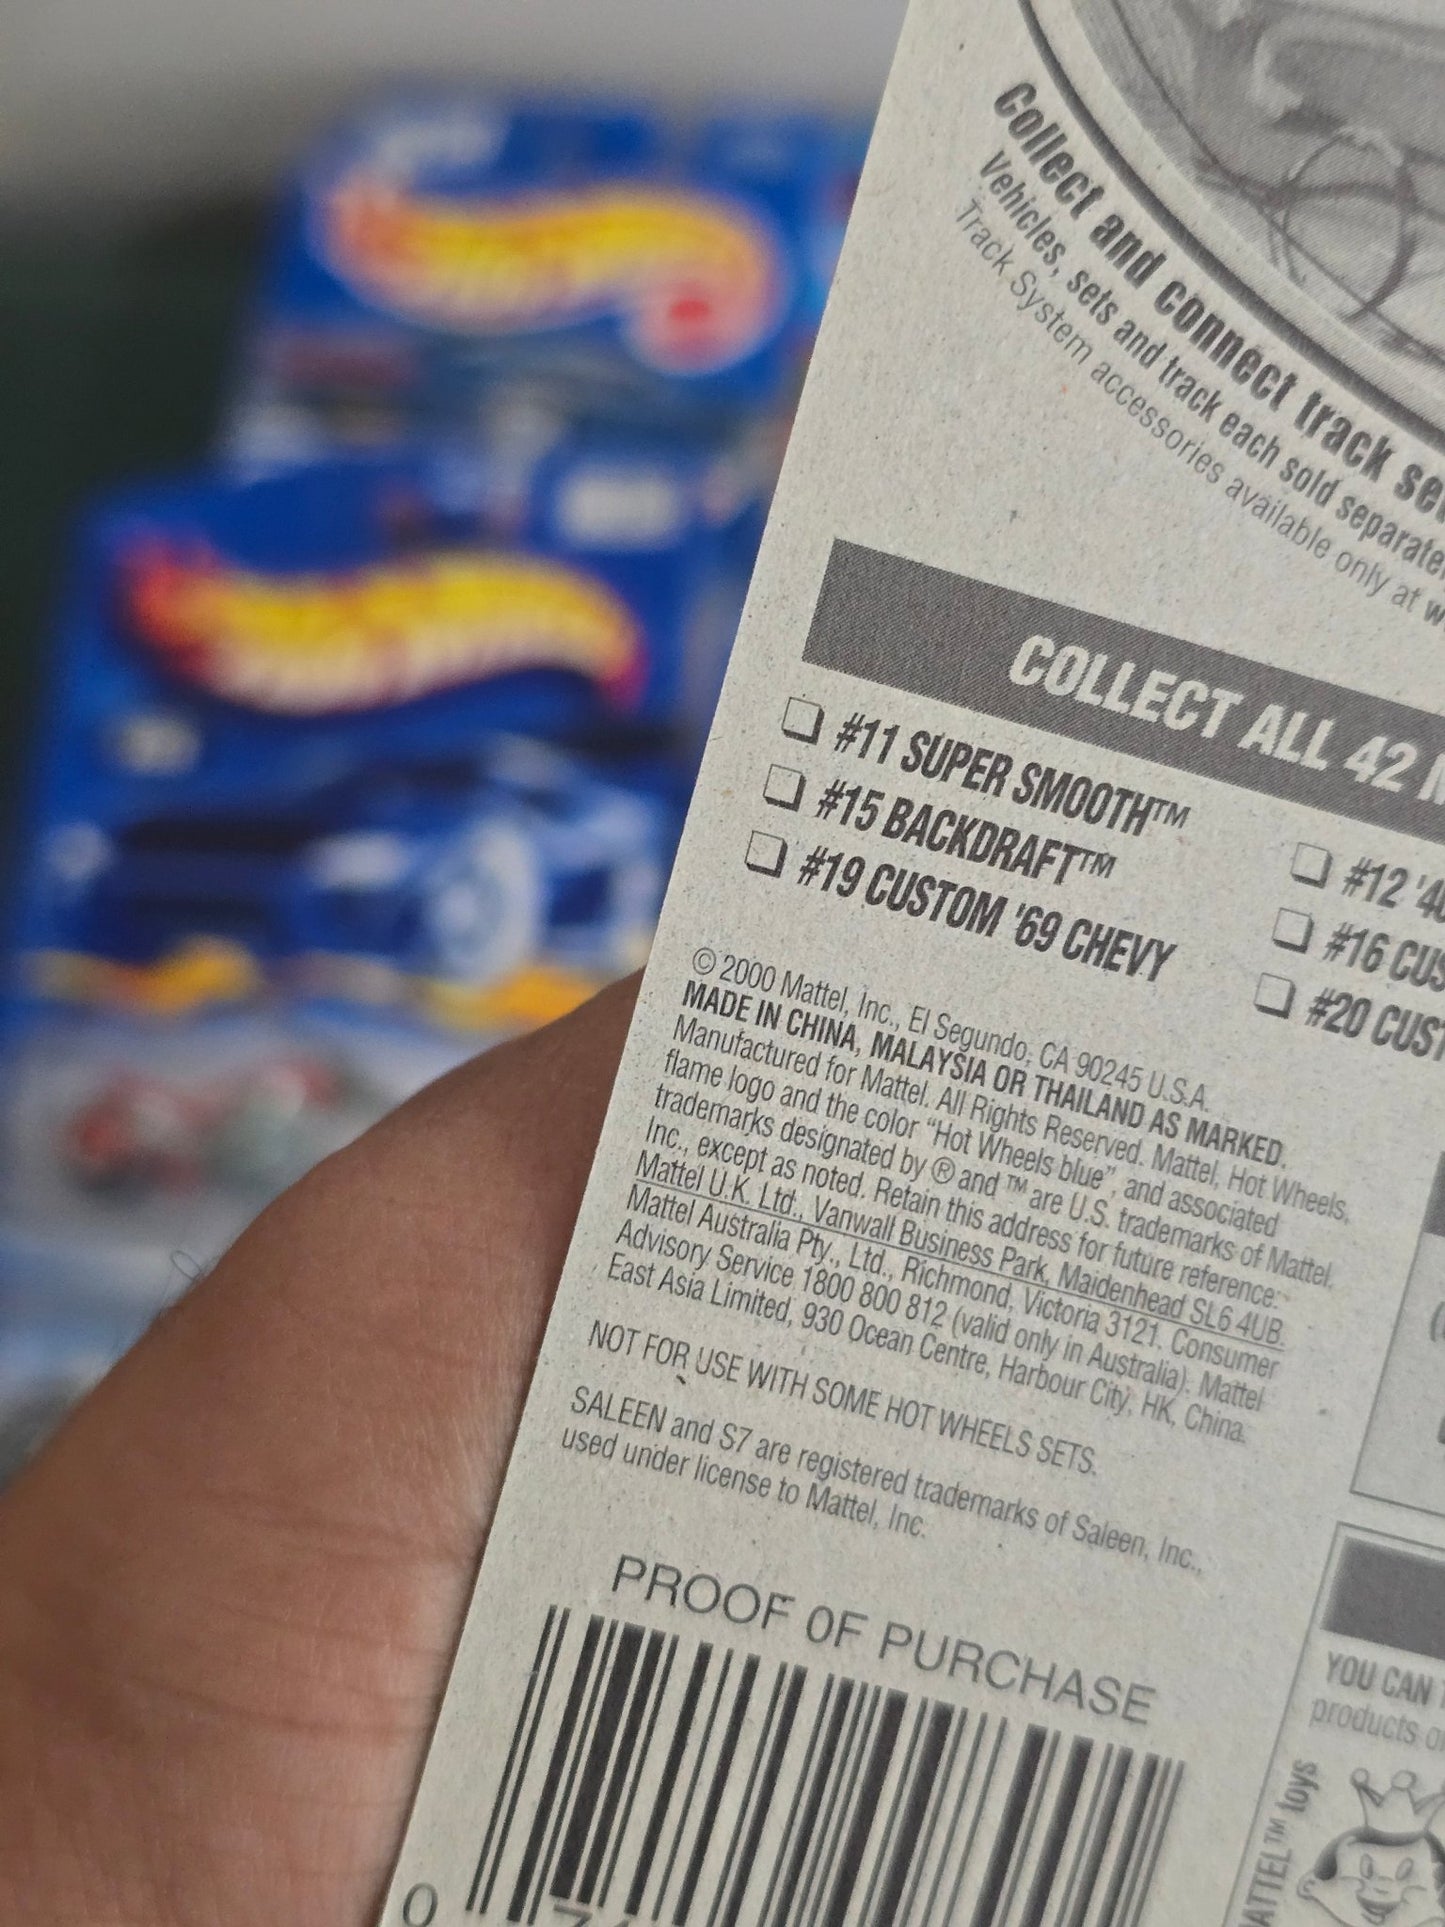 Collect and connect track se
Vehicles, sets and track each sold separate
Track System accessories available only at w
COLLECT ALL 42
#11 SUPER SMOOTH™
#15 BACKDRAFT™
#19 CUSTOM '69 CHEVY
#12 '4
#16 CUS
#20 CUST
© 2000 Mattel, Inc., El Segundo, CA 90245 U.S.A.
MADE IN CHINA, MALAYSIA OR THAILAND AS MARKED.
Manufactured for Mattel. All Rights Reserved. Mattel, Hot Wheels,
flame logo and the color "Hot Wheels blue", and associated
trademarks designated by ® and ™ are U.S. trademarks of Mattel,
Inc., except as noted. Retain this address for future reference:
Mattel U.K. Ltd., Vanwall Business Park, Maidenhead SL6 4UB.
Mattel Australia Pty., Ltd., Richmond, Victoria 3121. Consumer
Advisory Service 1800 800 812 (valid only in Australia). Mattel
East Asia Limited, 930 Ocean Centre, Harbour City, HK, China.
NOT FOR USE WITH SOME HOT WHEELS SETS.
SALEEN and S7 are registered trademarks of Saleen, Inc.,
used under license to Mattel, Inc.
PROOF OF PURCHASE
0
YOU CAN
products o
MATTEL™ toys